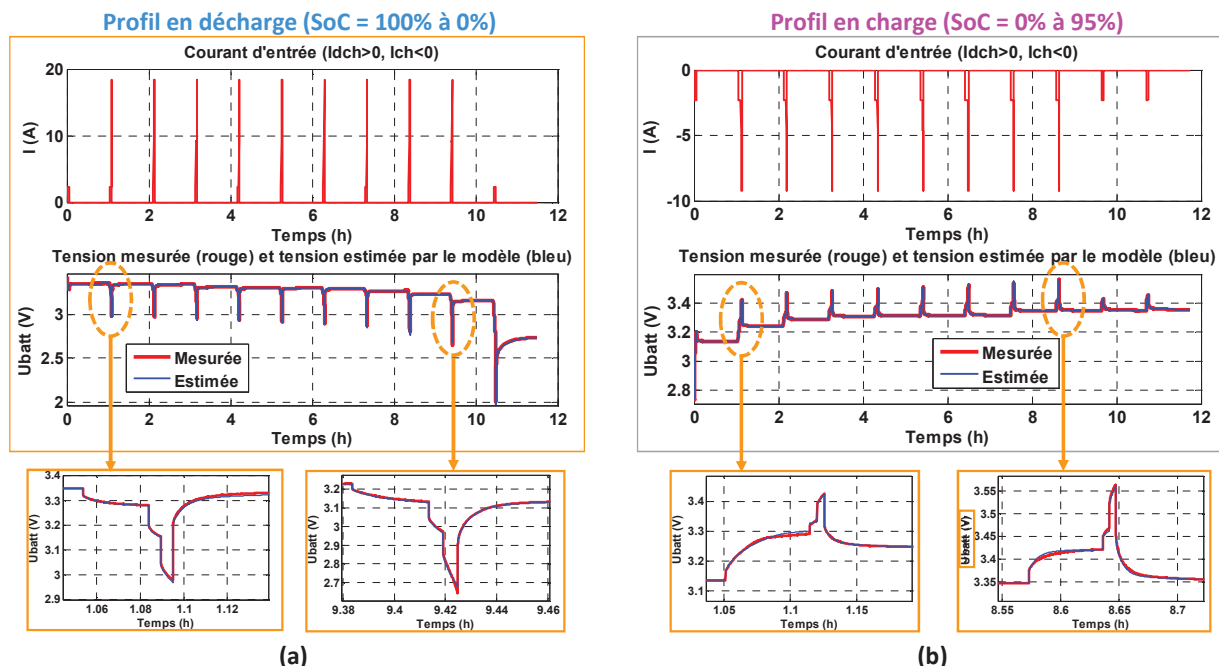 Profil en décharge (SoC = 100% à 0%)
Courant d'entrée (Idch>0, Ich<0)
20
10
0
I (A)
0 2 4 6 8 10 12
Temps (h)
Tension mesurée (rouge) et tension estimée par le modèle (bleu)
3
2.5
2
Ubatt (V)
Mesurée
Estimée
0 2 4 6 8 10 12
Temps (h)
3.4
3.3
3.2
3.1
3
2.9
Ubatt (V)
1.06 1.08 1.1 1.12
Temps (h)
3.2
3.1
3
2.9
2.8
2.7
Ubatt (V)
9.38 9.4 9.42 9.44 9.46
Temps (h)
(a)
Profil en charge (SoC = 0% à 95%)
Courant d'entrée (Idch>0, Ich<0)
0
-5
-10
I (A)
0 2 4 6 8 10 12
Temps (h)
Tension mesurée (rouge) et tension estimée par le modèle (bleu)
3.4
3.2
3
2.8
Ubatt (V)
Mesurée
Estimée
0 2 4 6 8 10 12
Temps (h)
3.4
3.3
3.2
3.1
Ubatt (V)
1.05 1.1 1.15
Temps (h)
3.55
3.5
3.45
3.4
3.35
Ubatt (V)
8.55 8.6 8.65 8.7
Temps (h)
(b)